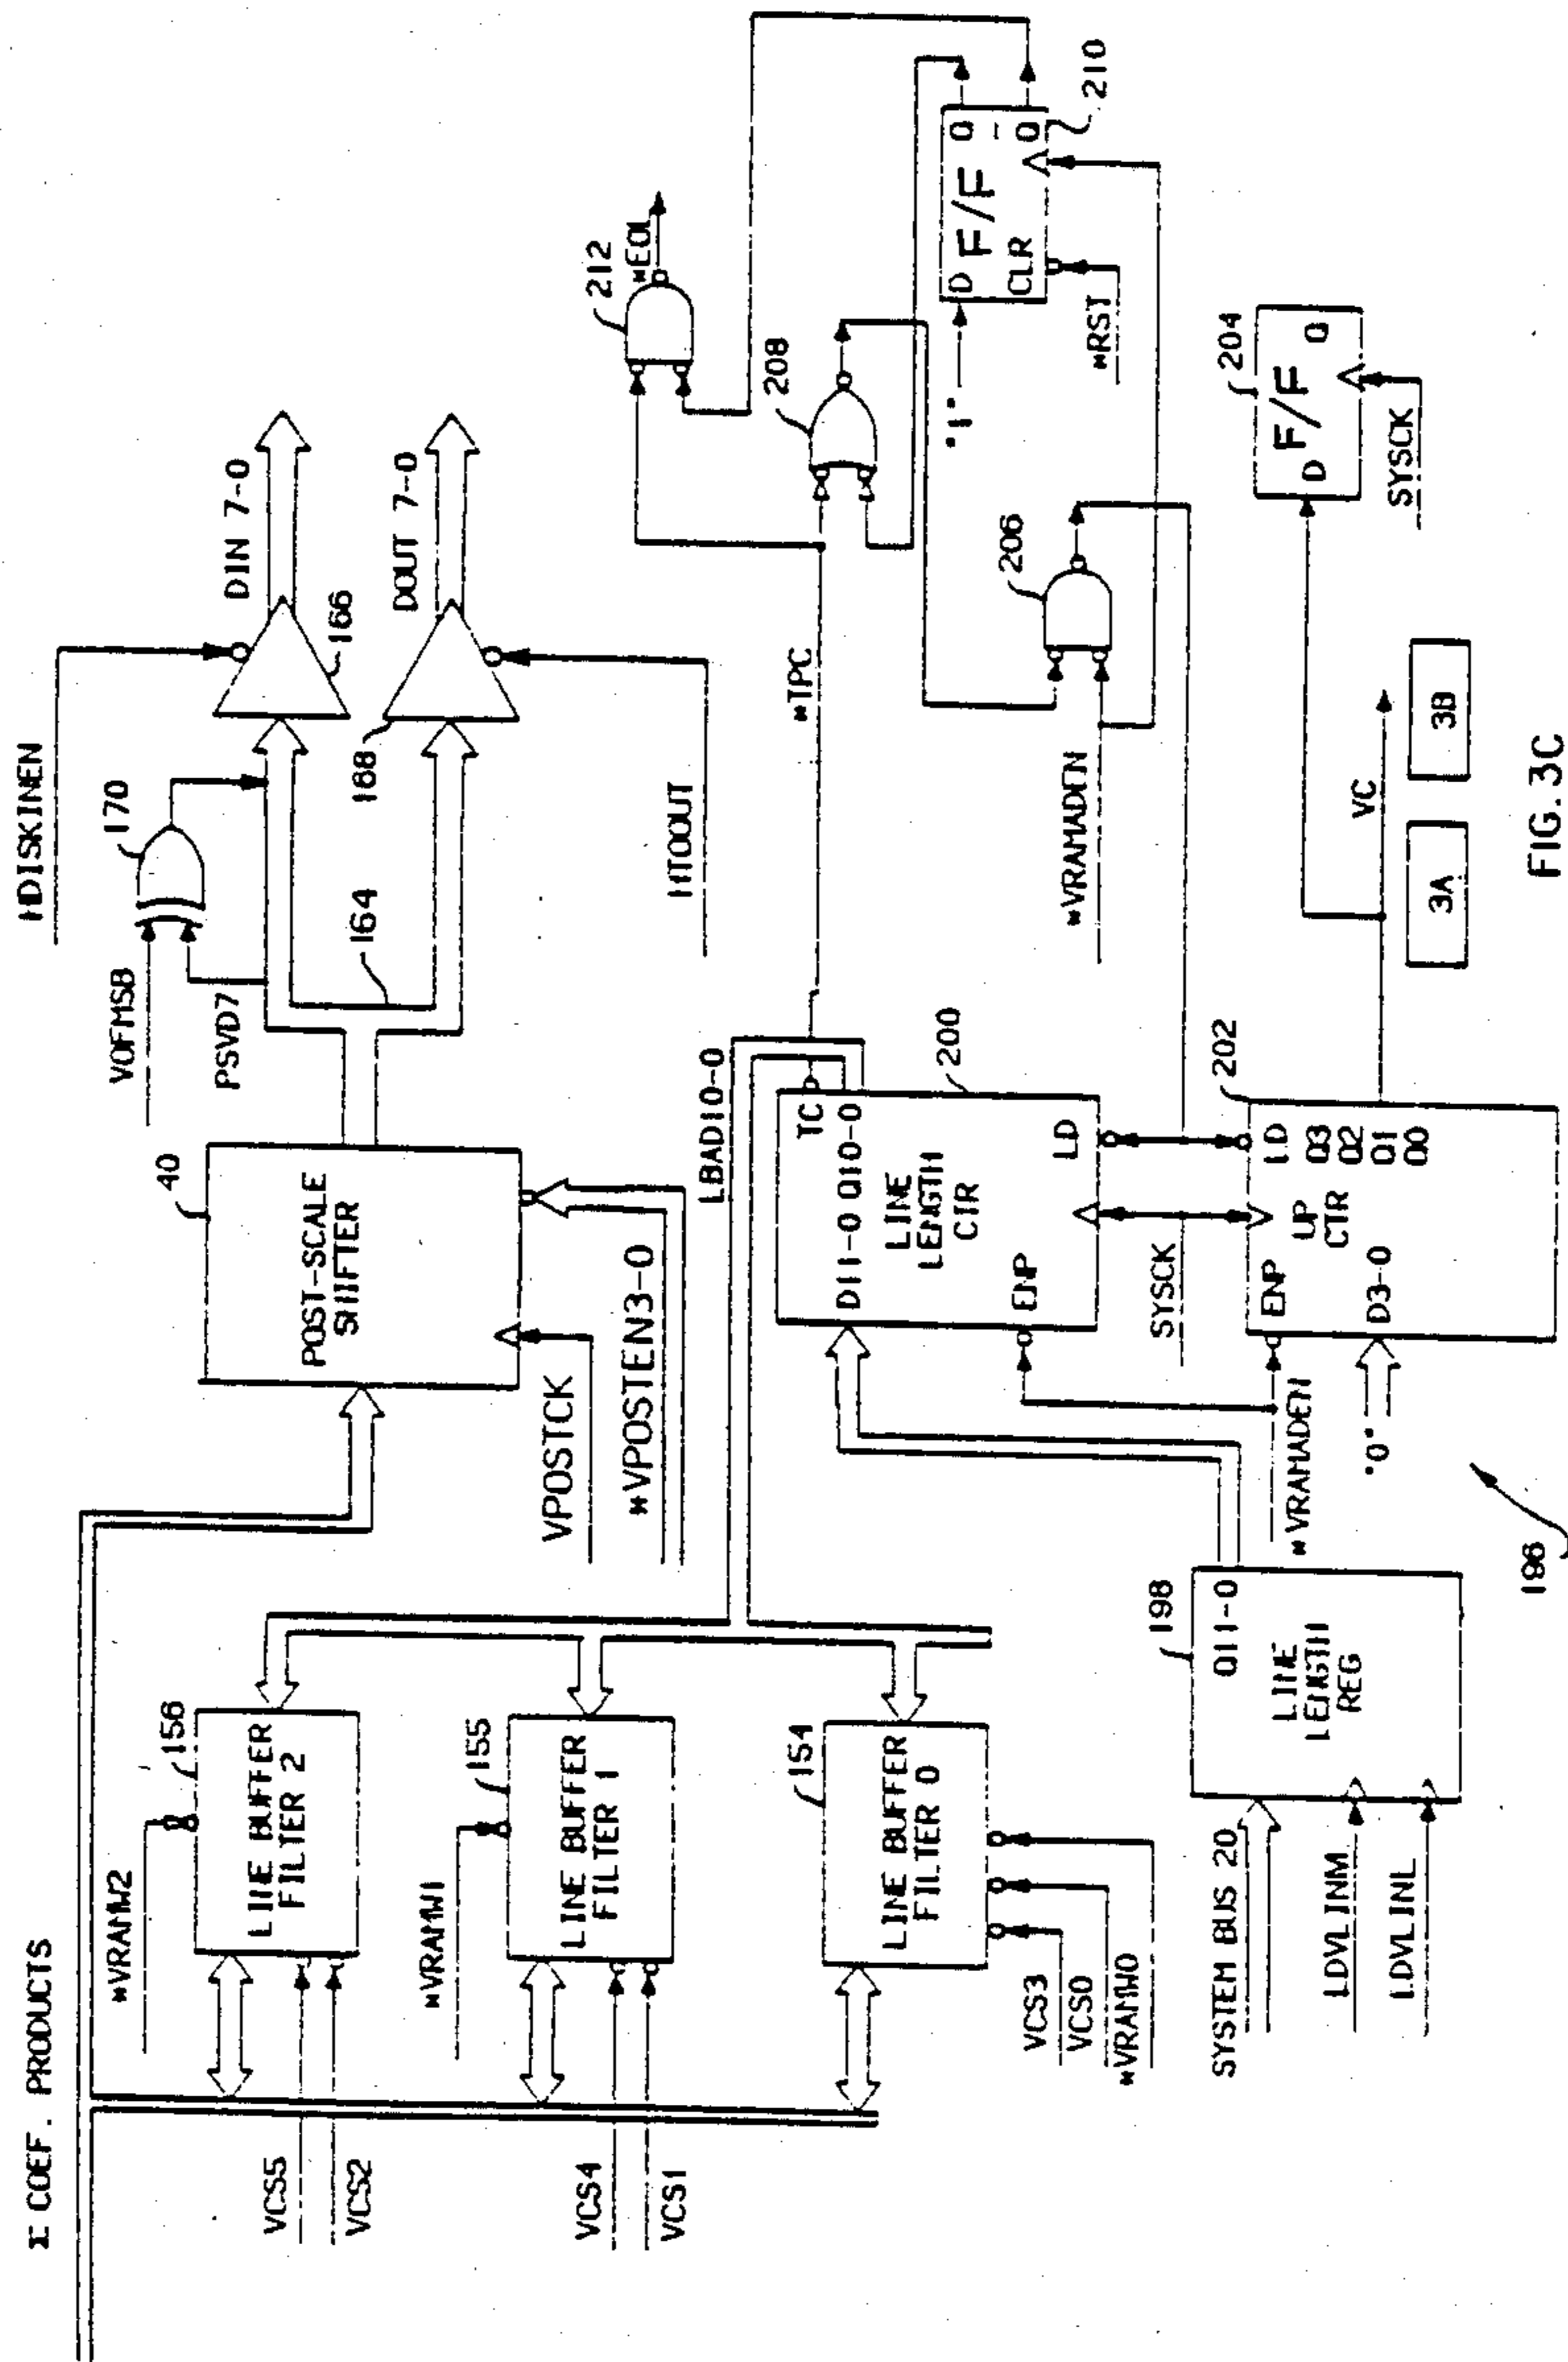 Σ COEF. PRODUCTS
*VRAMW2
156
LINE BUFFER
FILTER 2
VCS5
VCS2
*VRAMW1
155
LINE BUFFER
FILTER 1
VCS4
VCS1
154
LINE BUFFER
FILTER 0
VCS3
VCS0
*VRAMW0
40
POST-SCALE
SHIFTER
VPOSTCK
*VPOSTEN3-0
HDISKINEN
VOFMSB
PSVD7
170
164
DIN 7-0
166
DOUT 7-0
168
HTOOUT
LBAD10-0
TC
D11-0 Q10-0
LINE
LENGTH
CTR
ENP
LD
200
SYSCK
202
ENP
LD
UP
CTR
Q3
Q2
Q1
Q0
D3-0
"0"
*VRAMADEN
SYSTEM BUS 20
LDVLINM
LDVLINL
198
Q11-0
LINE
LENGTH
REG
196
*TPC
212
*EOL
208
206
*VRAMADEN
"1"
D
F/F
Q
Q
CLR
210
*RST
204
D
F/F
Q
SYSCK
VC
3A
3B
FIG. 3C